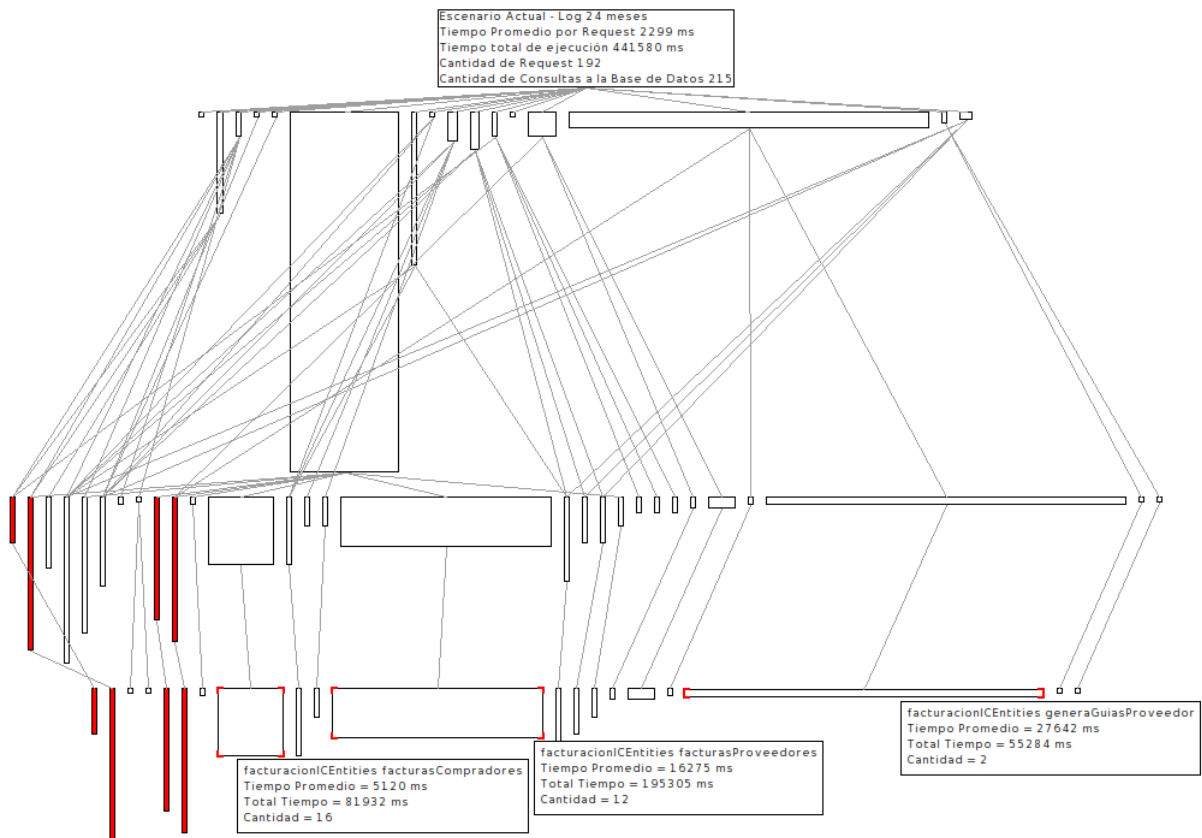 Escenario Actual - Log 24 meses
Tiempo Promedio por Request 2299 ms
Tiempo total de ejecución 441580 ms
Cantidad de Request 192
Cantidad de Consultas a la Base de Datos 215
facturacionICEntities generaGuiasProveedor
Tiempo Promedio = 27642 ms
Total Tiempo = 55284 ms
Cantidad = 2
facturacionICEntities facturasProveedores
Tiempo Promedio = 16275 ms
Total Tiempo = 195305 ms
Cantidad = 12
facturacionICEntities facturasCompradores
Tiempo Promedio = 5120 ms
Total Tiempo = 81932 ms
Cantidad = 16